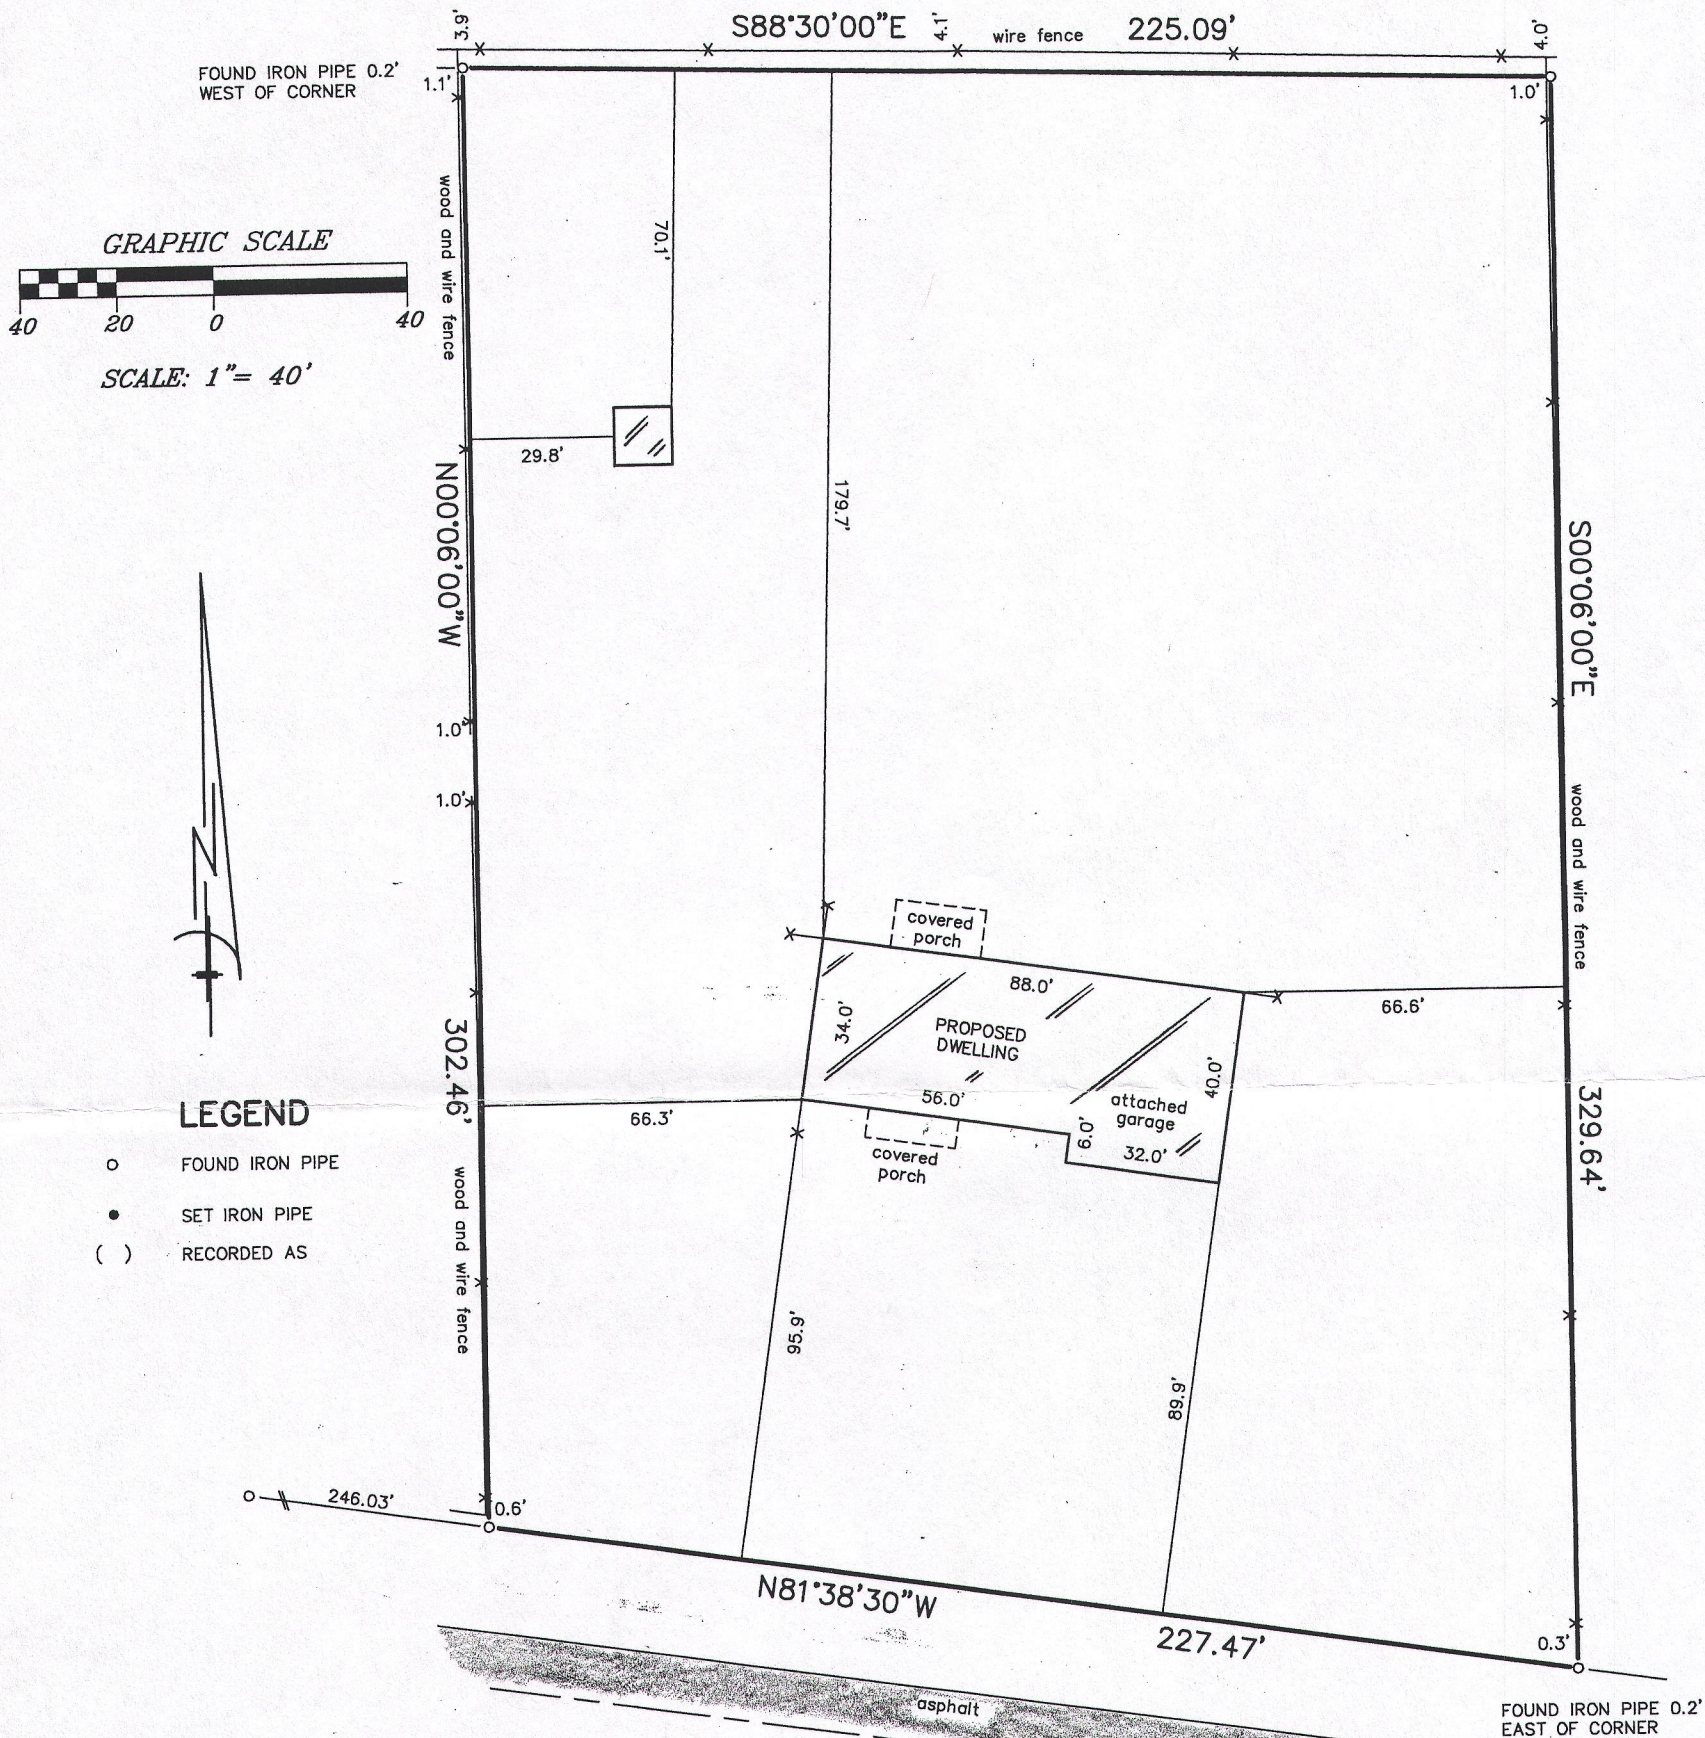 3.9'
S88°30'00"E
4.1'
wire fence
225.09'
4.0'
FOUND IRON PIPE 0.2'
WEST OF CORNER
1.1'
1.0'
wood and wire fence
70.1'
GRAPHIC SCALE
40 20 0 40
SCALE: 1"= 40'
29.8'
N00°06'00"W
179.7'
S00°06'00"E
1.0'
1.0'
wood and wire fence
covered
porch
88.0'
66.6'
34.0'
PROPOSED
DWELLING
40.0'
302.46'
56.0'
attached
garage
6.0'
32.0'
66.3'
covered
porch
329.64'
LEGEND
FOUND IRON PIPE
SET IRON PIPE
( ) RECORDED AS
wood and wire fence
95.9'
89.9'
246.03'
0.6'
N81°38'30"W
227.47'
0.3'
asphalt
FOUND IRON PIPE 0.2'
EAST OF CORNER